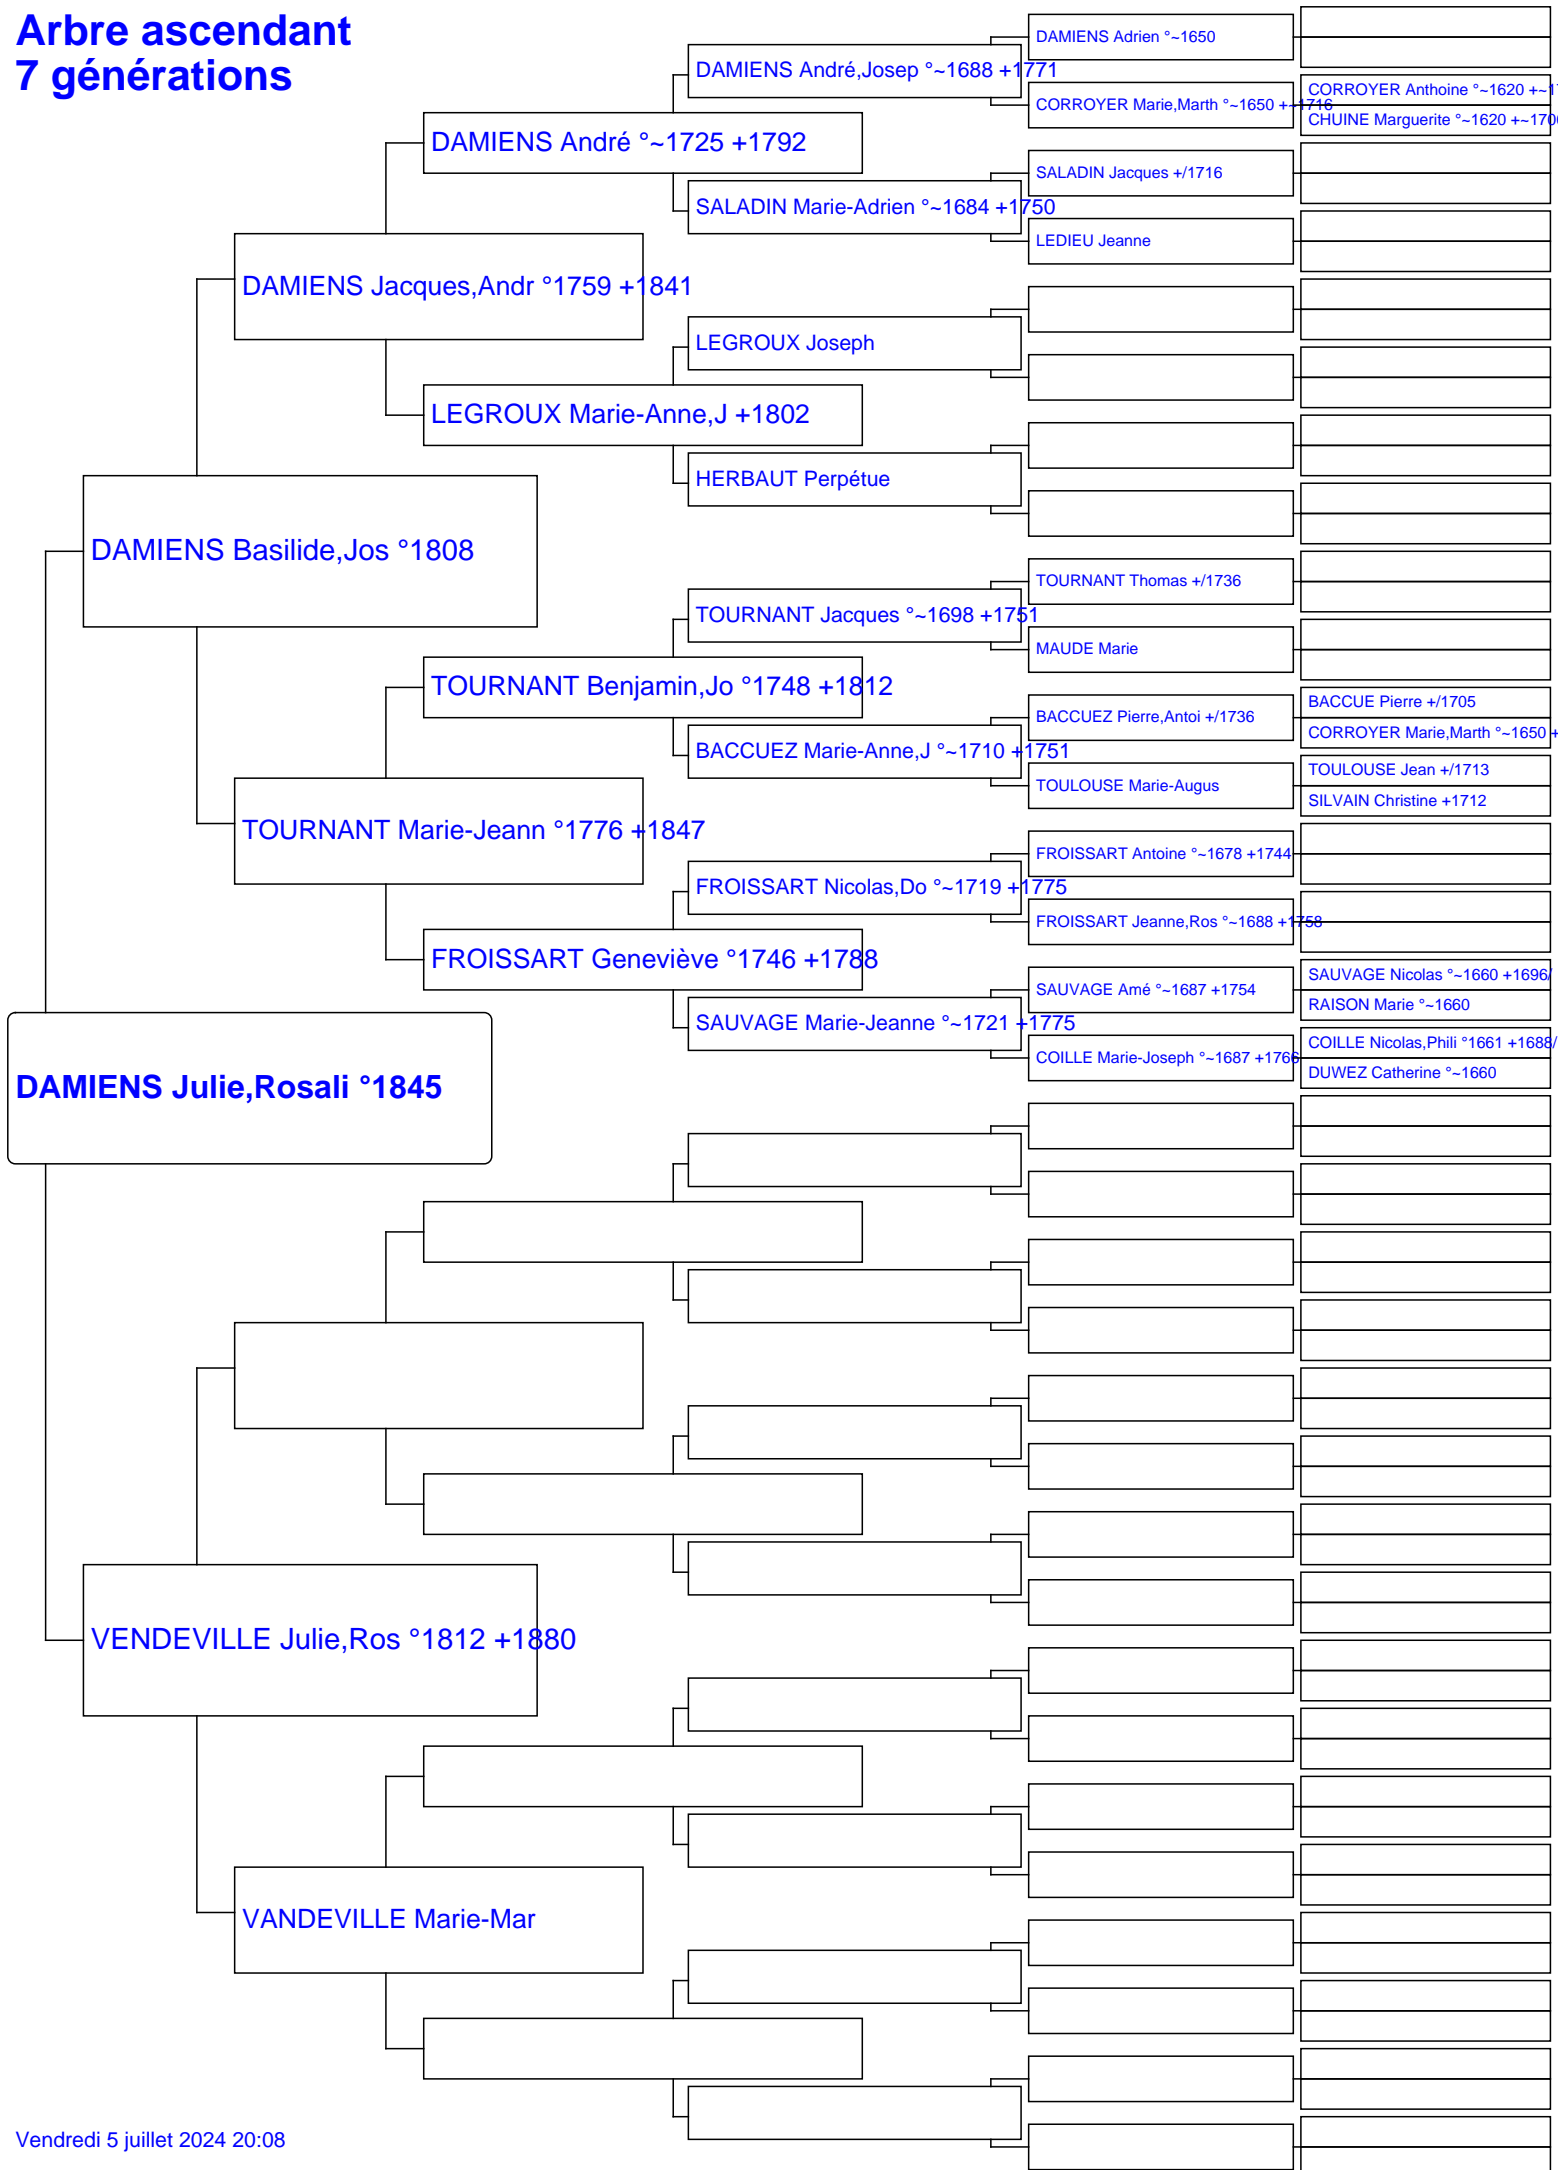 Arbre ascendant
7 générations
DAMIENS Adrien °~1650
DAMIENS André,Josep °~1688 +1771
CORROYER Anthoine °~1620 +~1
CORROYER Marie,Marth °~1650 +~1716
CHUINE Marguerite °~1620 +~170
DAMIENS André °~1725 +1792
SALADIN Jacques +/1716
SALADIN Marie-Adrien °~1684 +1750
LEDIEU Jeanne
DAMIENS Jacques,Andr °1759 +1841
LEGROUX Joseph
LEGROUX Marie-Anne,J +1802
HERBAUT Perpétue
DAMIENS Basilide,Jos °1808
TOURNANT Thomas +/1736
TOURNANT Jacques °~1698 +1751
MAUDE Marie
TOURNANT Benjamin,Jo °1748 +1812
BACCUE Pierre +/1705
BACCUEZ Pierre,Antoi +/1736
CORROYER Marie,Marth °~1650 +
BACCUEZ Marie-Anne,J °~1710 +1751
TOULOUSE Jean +/1713
TOULOUSE Marie-Augus
SILVAIN Christine +1712
TOURNANT Marie-Jeann °1776 +1847
FROISSART Antoine °~1678 +1744
FROISSART Nicolas,Do °~1719 +1775
FROISSART Jeanne,Ros °~1688 +1758
FROISSART Geneviève °1746 +1788
SAUVAGE Nicolas °~1660 +1696/
SAUVAGE Amé °~1687 +1754
RAISON Marie °~1660
SAUVAGE Marie-Jeanne °~1721 +1775
COILLE Nicolas,Phili °1661 +1688/
COILLE Marie-Joseph °~1687 +1766
DUWEZ Catherine °~1660
DAMIENS Julie,Rosali °1845
VENDEVILLE Julie,Ros °1812 +1880
VANDEVILLE Marie-Mar
Vendredi 5 juillet 2024 20:08